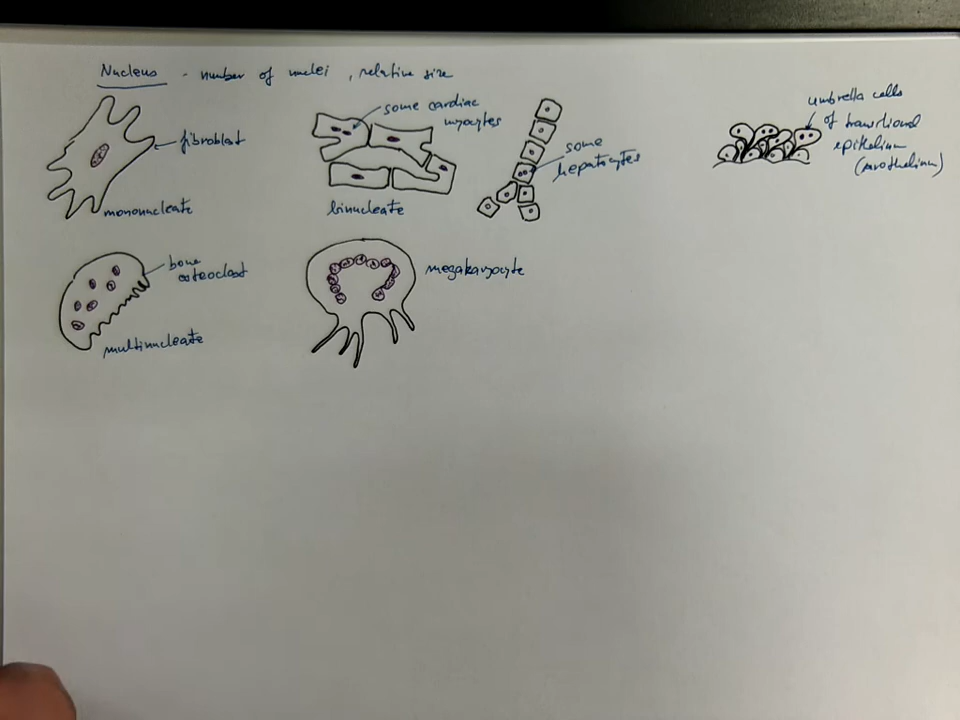 Nucleus - number of nuclei, relative size
fibroblast
mononucleate
some cardiac
myocytes
binucleate
some
hepatocytes
umbrella cells
of transitional
epithelium
(urothelium)
bone
osteoclast
multinucleate
megakaryocyte